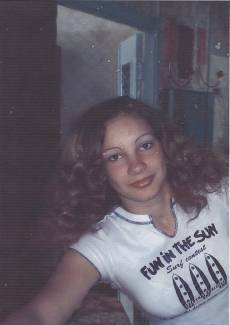 FUN IN THE SUN
Surf contest